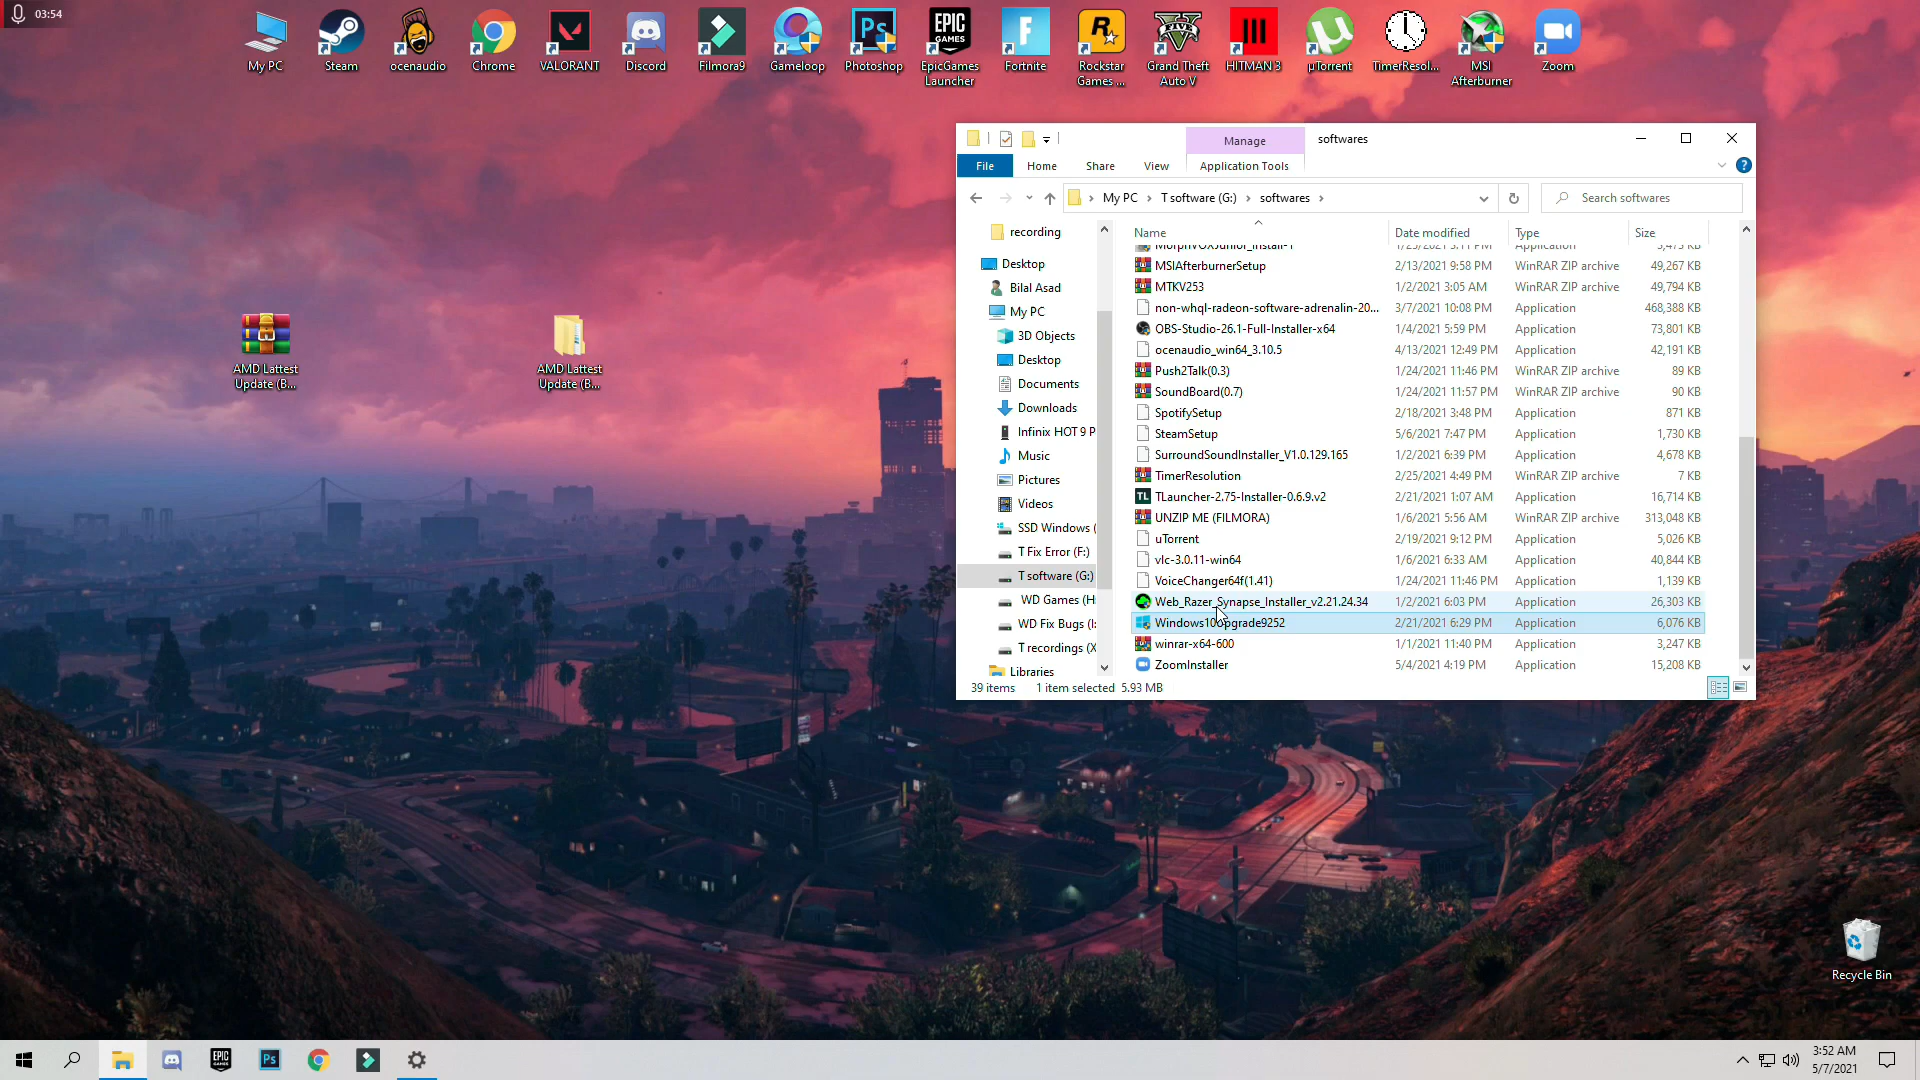 03:54
My PC
Steam
ocenaudio
Chrome
VALORANT
Discord
Filmora9
Gameloop
Photoshop
EpicGames
Launcher
Fortnite
Rockstar
Games ...
Grand Theft
Auto V
HITMAN 3
µTorrent
TimerResol...
MSI
Afterburner
Zoom
AMD Lattest
Update (B...
AMD Lattest
Update (B...
Manage
softwares
File
Home
Share
View
Application Tools
My PC
T software (G:)
softwares
Search softwares
recording
Desktop
Bilal Asad
My PC
3D Objects
Desktop
Documents
Downloads
Infinix HOT 9 P
Music
Pictures
Videos
SSD Windows (
T Fix Error (F:)
T software (G:)
WD Games (H:
WD Fix Bugs (I:
T recordings (X
Libraries
Name Date modified Type Size
MorphVOXJunior_Install-1 1/25/2021 3:11 PM Application 5,475 KB
MSIAfterburnerSetup 2/13/2021 9:58 PM WinRAR ZIP archive 49,267 KB
MTKV253 1/2/2021 3:05 AM WinRAR ZIP archive 49,794 KB
non-whql-radeon-software-adrenalin-20... 3/7/2021 10:08 PM Application 468,388 KB
OBS-Studio-26.1-Full-Installer-x64 1/4/2021 5:59 PM Application 73,801 KB
ocenaudio_win64_3.10.5 4/13/2021 12:49 PM Application 42,191 KB
Push2Talk(0.3) 1/24/2021 11:46 PM WinRAR ZIP archive 89 KB
SoundBoard(0.7) 1/24/2021 11:57 PM WinRAR ZIP archive 90 KB
SpotifySetup 2/18/2021 3:48 PM Application 871 KB
SteamSetup 5/6/2021 7:47 PM Application 1,730 KB
SurroundSoundInstaller_V1.0.129.165 1/2/2021 6:39 PM Application 4,678 KB
TimerResolution 2/25/2021 4:49 PM WinRAR ZIP archive 7 KB
TLauncher-2.75-Installer-0.6.9.v2 2/21/2021 1:07 AM Application 16,714 KB
UNZIP ME (FILMORA) 1/6/2021 5:56 AM WinRAR ZIP archive 313,048 KB
uTorrent 2/19/2021 9:12 PM Application 5,026 KB
vlc-3.0.11-win64 1/6/2021 6:33 AM Application 40,844 KB
VoiceChanger64f(1.41) 1/24/2021 11:46 PM Application 1,139 KB
Web_Razer_Synapse_Installer_v2.21.24.34 1/2/2021 6:03 PM Application 26,303 KB
Windows10Upgrade9252 2/21/2021 6:29 PM Application 6,076 KB
winrar-x64-600 1/1/2021 11:40 PM Application 3,247 KB
ZoomInstaller 5/4/2021 4:19 PM Application 15,208 KB
39 items 1 item selected 5.93 MB
Recycle Bin
3:52 AM
5/7/2021